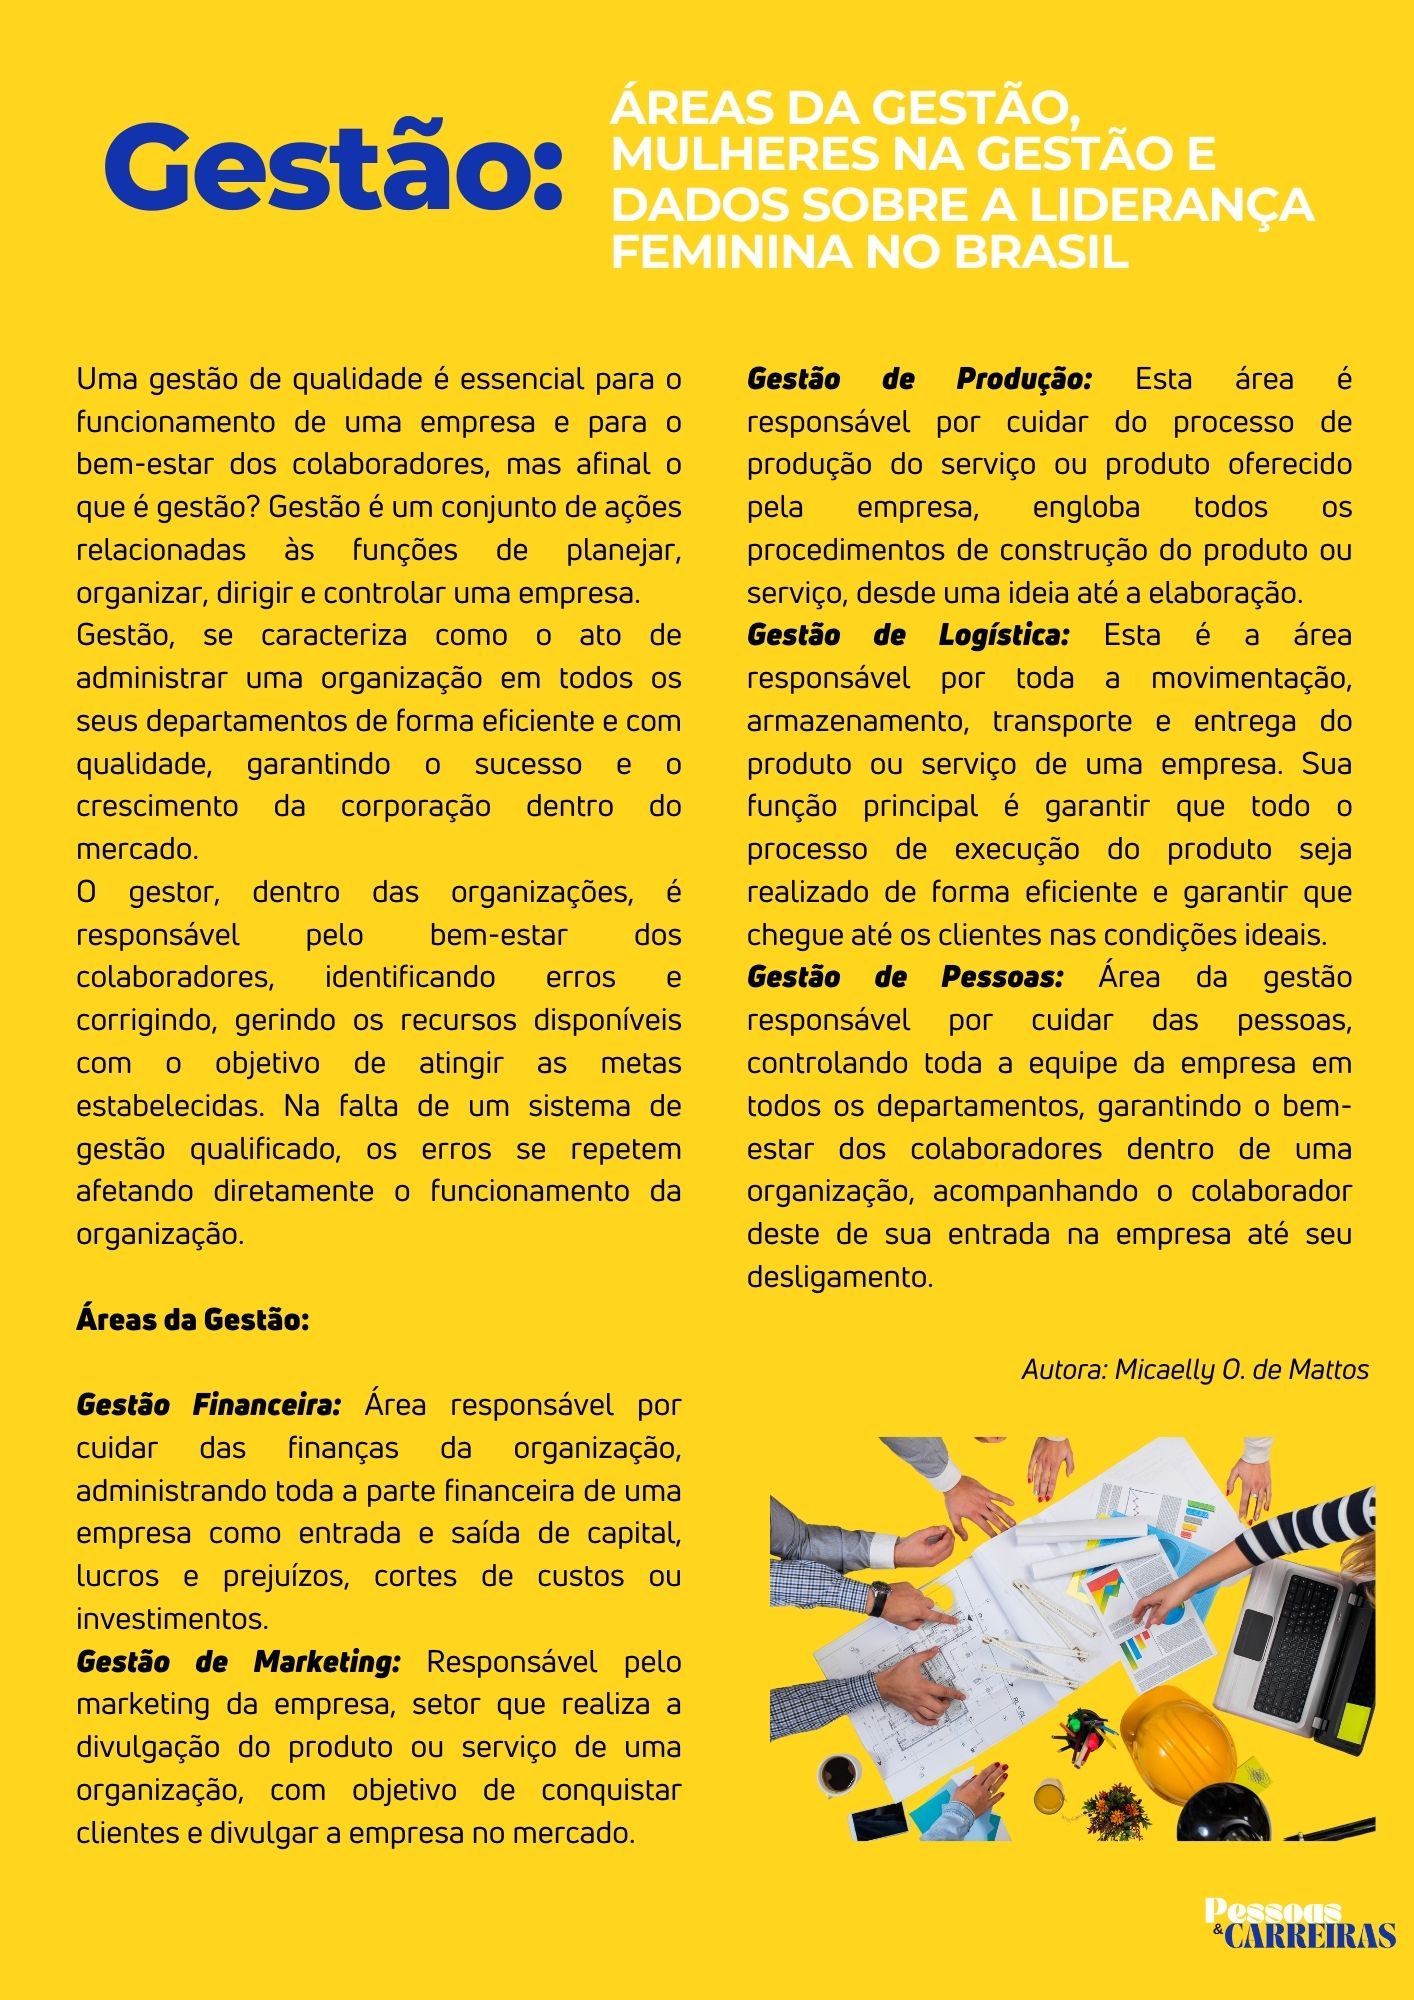 Gestão:
ÁREAS DA GESTÃO,
MULHERES NA GESTÃO E
DADOS SOBRE A LIDERANÇA
FEMININA NO BRASIL
Uma gestão de qualidade é essencial para o
funcionamento de uma empresa e para o
bem-estar dos colaboradores, mas afinal o
que é gestão? Gestão é um conjunto de ações
relacionadas às funções de planejar,
organizar, dirigir e controlar uma empresa.
Gestão, se caracteriza como o ato de
administrar uma organização em todos os
seus departamentos de forma eficiente e com
qualidade, garantindo o sucesso e o
crescimento da corporação dentro do
mercado.
O gestor, dentro das organizações, é
responsável pelo bem-estar dos
colaboradores, identificando erros e
corrigindo, gerindo os recursos disponíveis
com o objetivo de atingir as metas
estabelecidas. Na falta de um sistema de
gestão qualificado, os erros se repetem
afetando diretamente o funcionamento da
organização.
Áreas da Gestão:
Gestão Financeira: Área responsável por
cuidar das finanças da organização,
administrando toda a parte financeira de uma
empresa como entrada e saída de capital,
lucros e prejuízos, cortes de custos ou
investimentos.
Gestão de Marketing: Responsável pelo
marketing da empresa, setor que realiza a
divulgação do produto ou serviço de uma
organização, com objetivo de conquistar
clientes e divulgar a empresa no mercado.
Gestão de Produção: Esta área é
responsável por cuidar do processo de
produção do serviço ou produto oferecido
pela empresa, engloba todos os
procedimentos de construção do produto ou
serviço, desde uma ideia até a elaboração.
Gestão de Logística: Esta é a área
responsável por toda a movimentação,
armazenamento, transporte e entrega do
produto ou serviço de uma empresa. Sua
função principal é garantir que todo o
processo de execução do produto seja
realizado de forma eficiente e garantir que
chegue até os clientes nas condições ideais.
Gestão de Pessoas: Área da gestão
responsável por cuidar das pessoas,
controlando toda a equipe da empresa em
todos os departamentos, garantindo o bem-
estar dos colaboradores dentro de uma
organização, acompanhando o colaborador
deste de sua entrada na empresa até seu
desligamento.
Autora: Micaelly O. de Mattos
Pessoas
&CARREIRAS